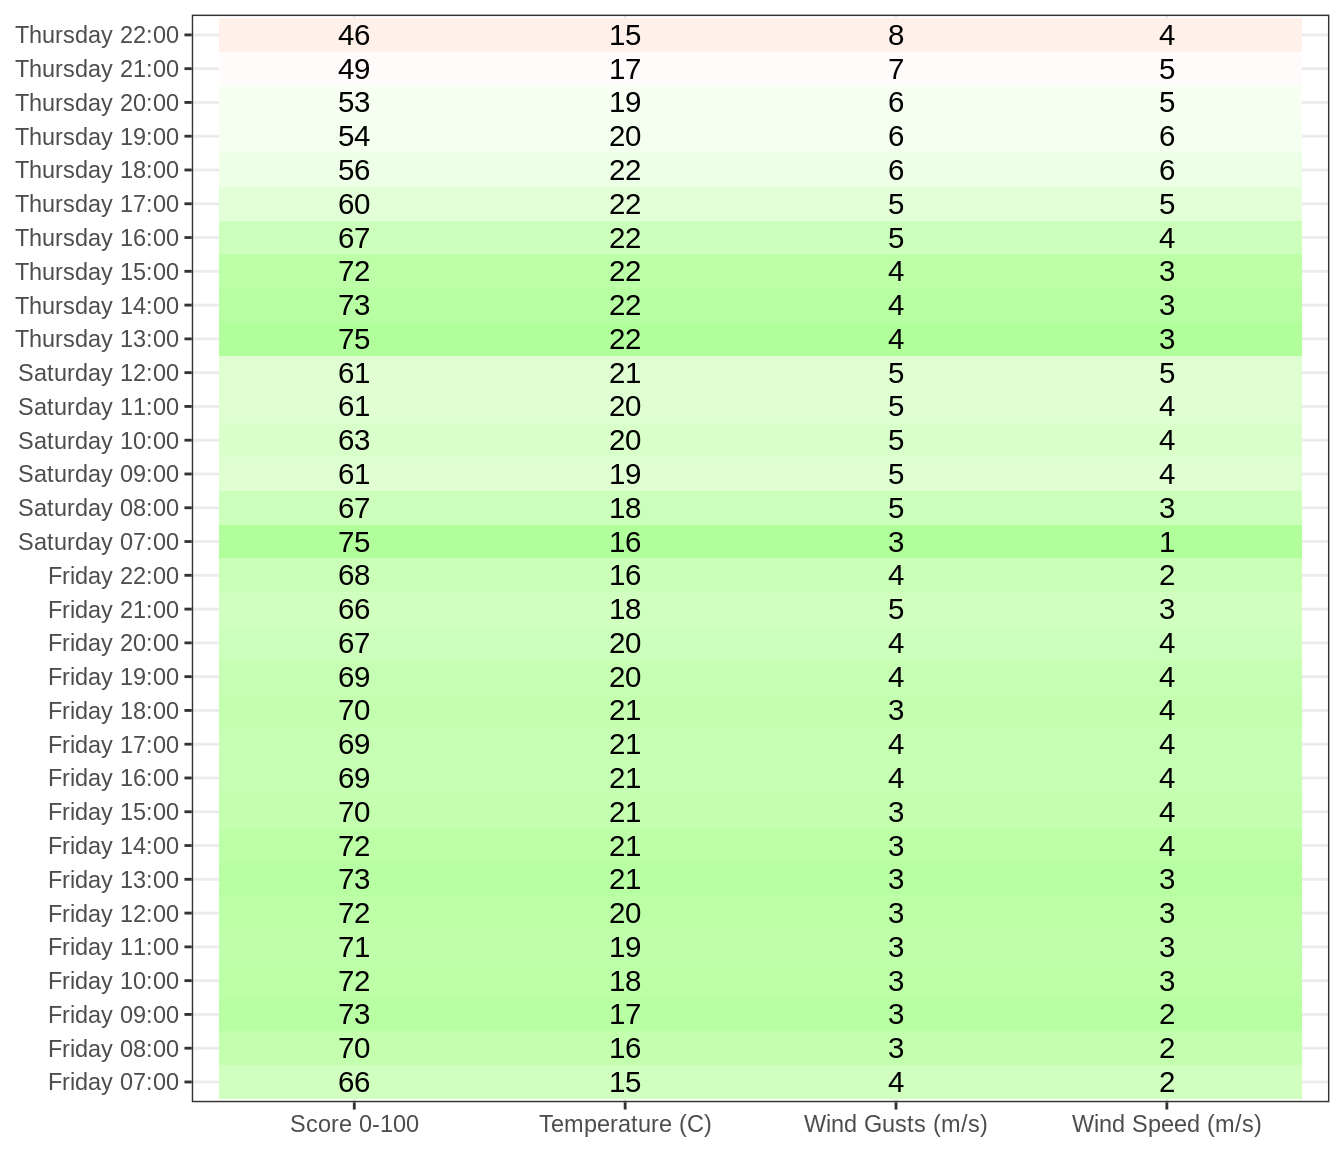 Thursday 22:00 46 15 8 4
Thursday 21:00 49 17 7 5
Thursday 20:00 53 19 6 5
Thursday 19:00 54 20 6 6
Thursday 18:00 56 22 6 6
Thursday 17:00 60 22 5 5
Thursday 16:00 67 22 5 4
Thursday 15:00 72 22 4 3
Thursday 14:00 73 22 4 3
Thursday 13:00 75 22 4 3
Saturday 12:00 61 21 5 5
Saturday 11:00 61 20 5 4
Saturday 10:00 63 20 5 4
Saturday 09:00 61 19 5 4
Saturday 08:00 67 18 5 3
Saturday 07:00 75 16 3 1
Friday 22:00 68 16 4 2
Friday 21:00 66 18 5 3
Friday 20:00 67 20 4 4
Friday 19:00 69 20 4 4
Friday 18:00 70 21 3 4
Friday 17:00 69 21 4 4
Friday 16:00 69 21 4 4
Friday 15:00 70 21 3 4
Friday 14:00 72 21 3 4
Friday 13:00 73 21 3 3
Friday 12:00 72 20 3 3
Friday 11:00 71 19 3 3
Friday 10:00 72 18 3 3
Friday 09:00 73 17 3 2
Friday 08:00 70 16 3 2
Friday 07:00 66 15 4 2
Score 0-100 Temperature (C) Wind Gusts (m/s) Wind Speed (m/s)